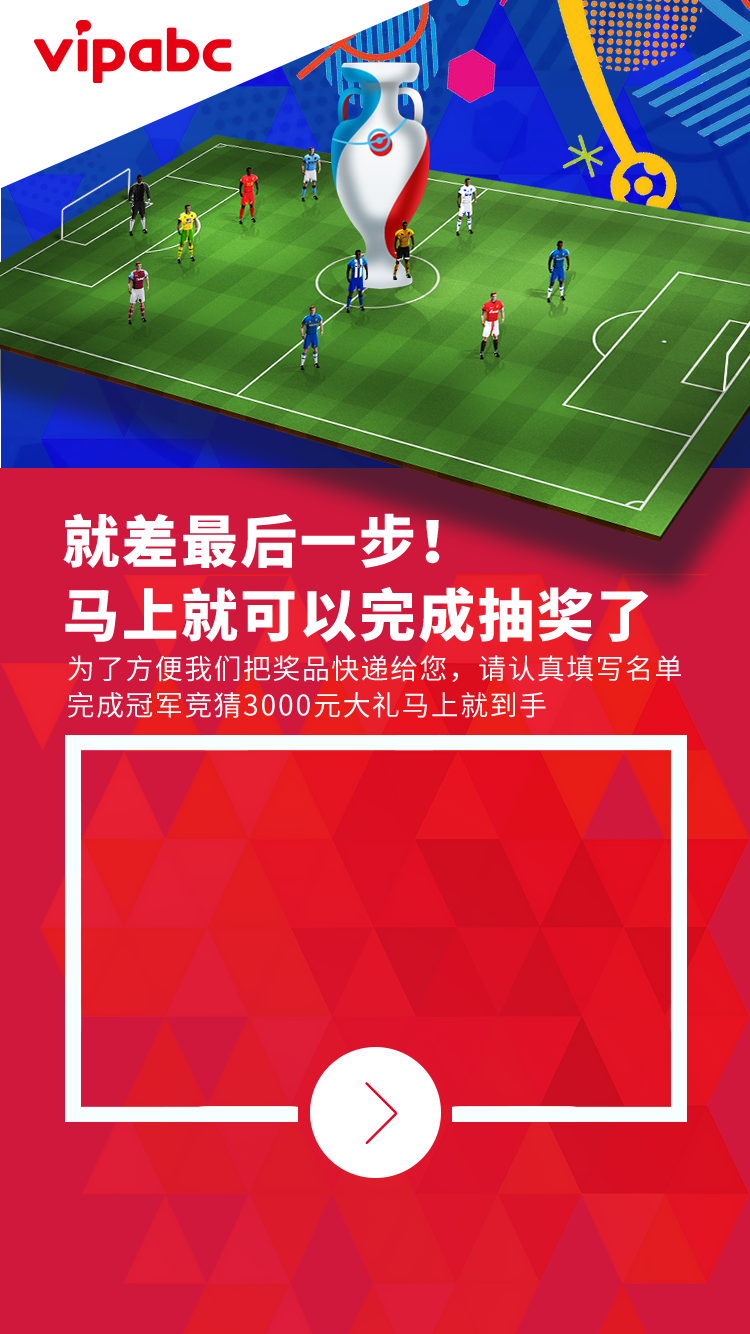 vipabc
就差最后一步！
马上就可以完成抽奖了
为了方便我们把奖品快递给您，请认真填写名单
完成冠军竞猜3000元大礼马上就到手